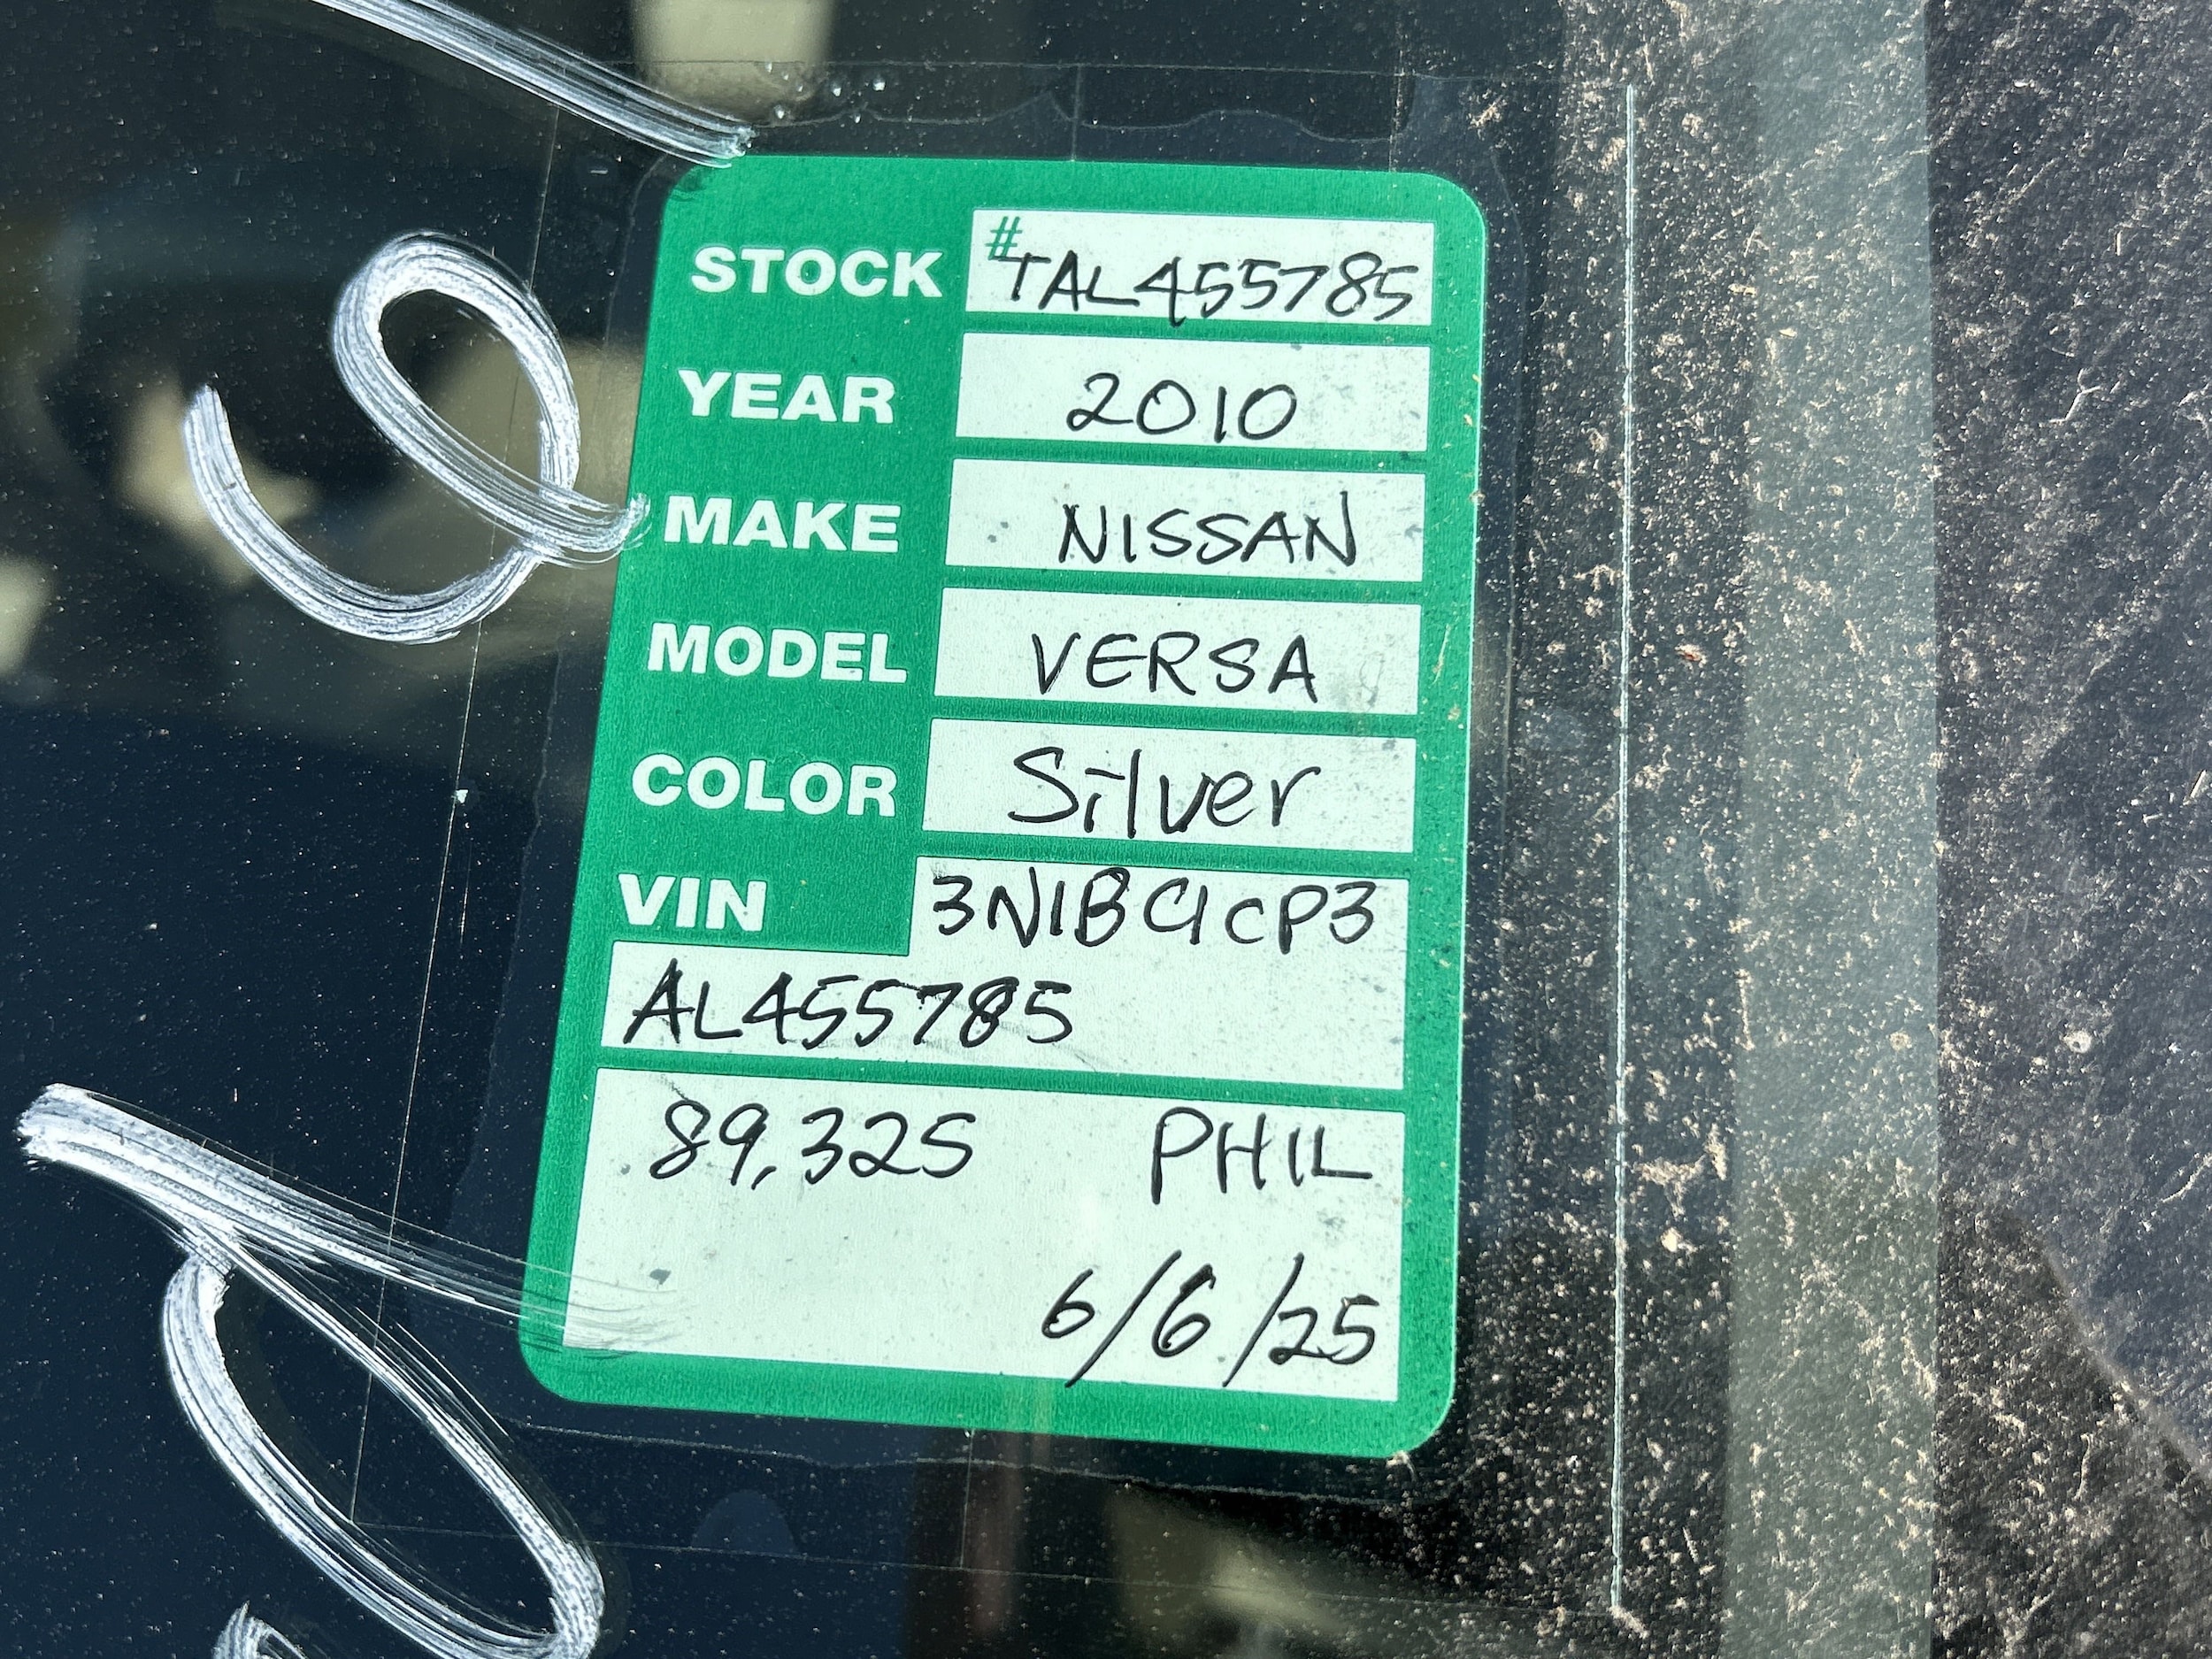 STOCK #TAL455785
YEAR 2010
MAKE NISSAN
MODEL VERSA
COLOR Silver
VIN 3N1BC1CP3
AL455785
89,325 PHIL
6/6/25